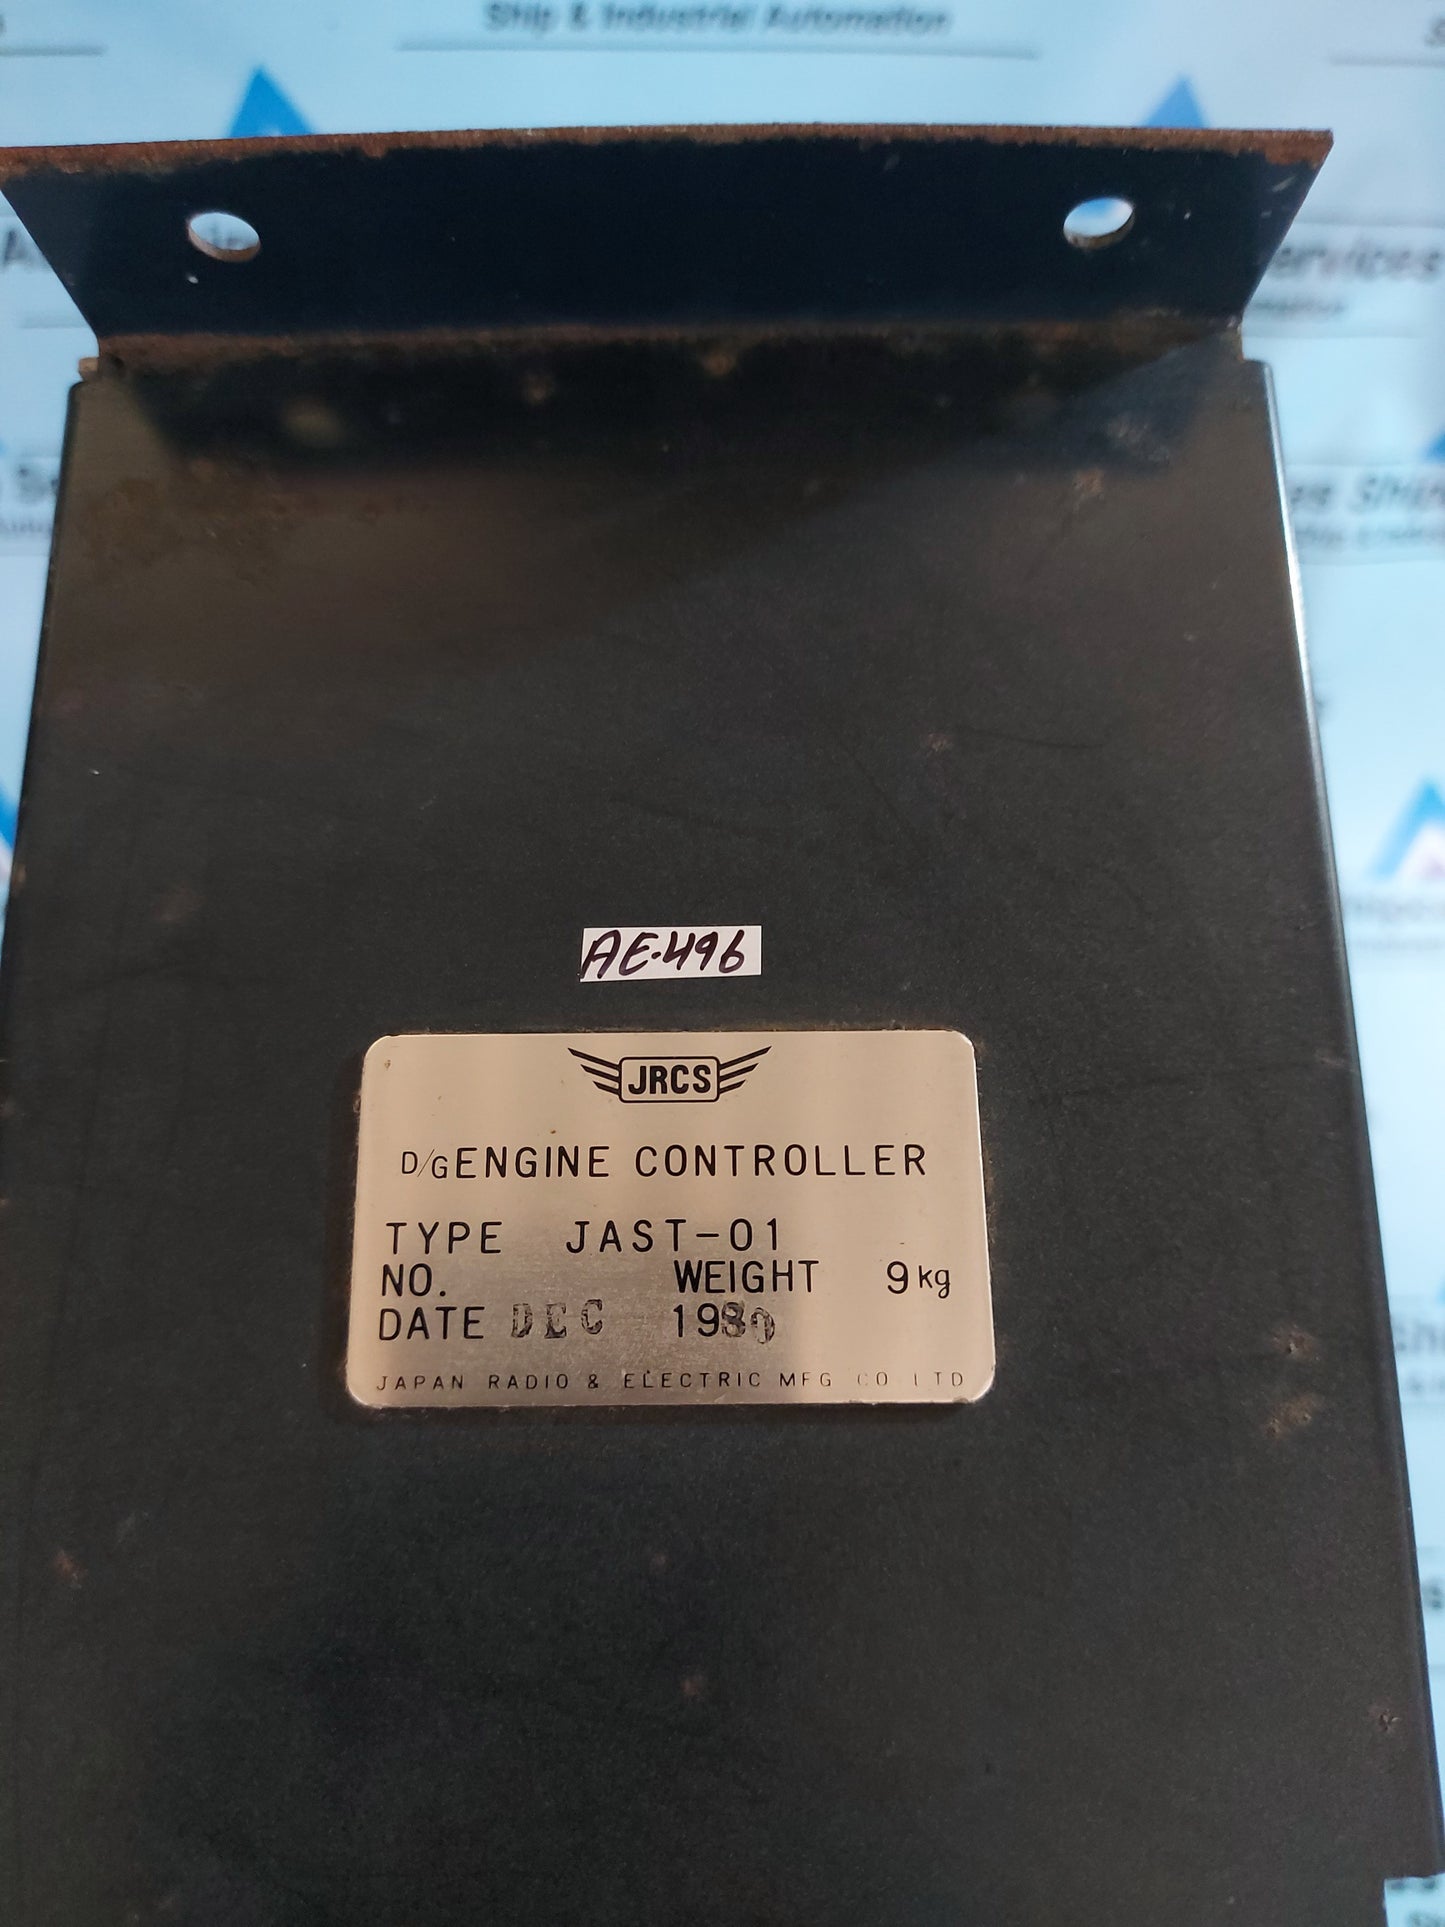 Ship & Industrial Automation
ervices
AE-496
JRCS
D/G ENGINE CONTROLLER
TYPE JAST-01
NO. WEIGHT 9kg
DATE DEC 1980
JAPAN RADIO & ELECTRIC MFG CO LTD